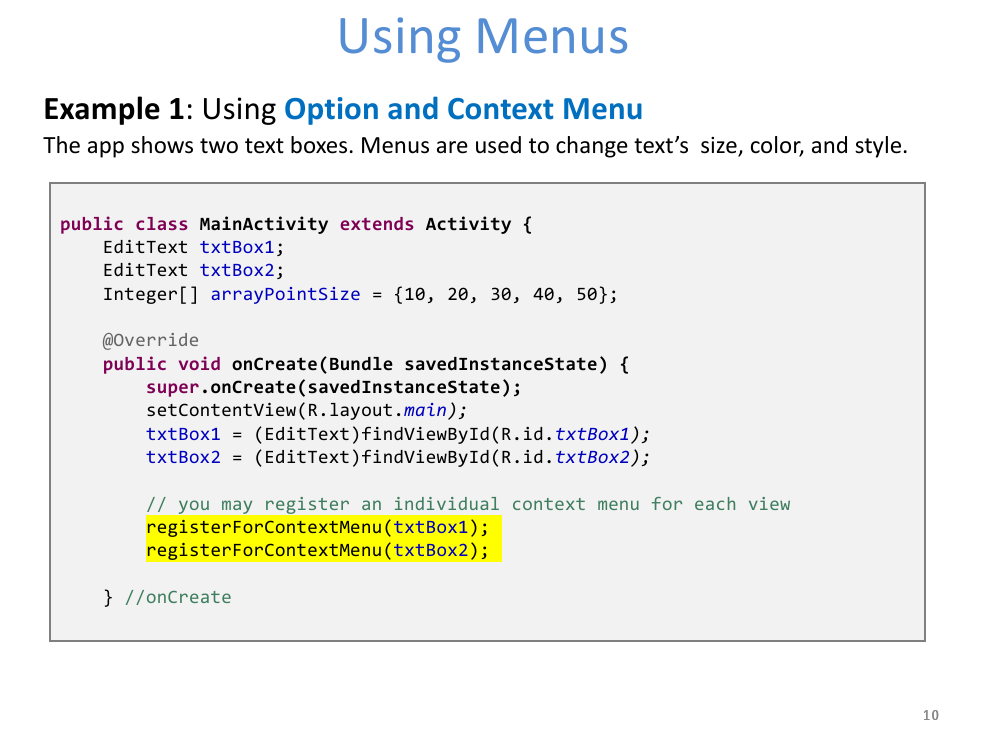 Using Menus
Example 1: Using Option and Context Menu
The app shows two text boxes. Menus are used to change text’s  size, color, and style.
public class MainActivity extends Activity {
    EditText txtBox1;
    EditText txtBox2;
    Integer[] arrayPointSize = {10, 20, 30, 40, 50};
    @Override
    public void onCreate(Bundle savedInstanceState) {
        super.onCreate(savedInstanceState);
        setContentView(R.layout.main);
        txtBox1 = (EditText)findViewById(R.id.txtBox1);
        txtBox2 = (EditText)findViewById(R.id.txtBox2);
        // you may register an individual context menu for each view
        registerForContextMenu(txtBox1);
        registerForContextMenu(txtBox2);
    } //onCreate
10